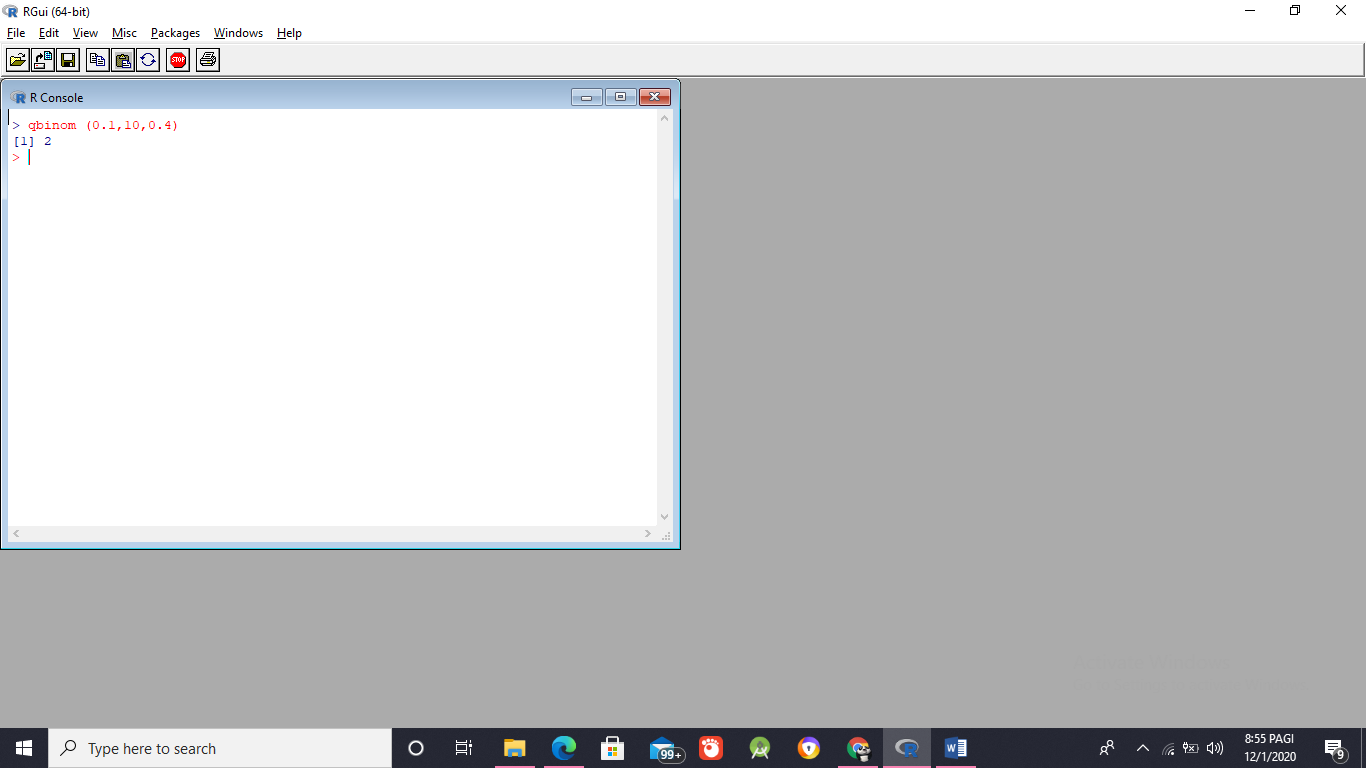 RGui (64-bit)
File Edit View Misc Packages Windows Help
STOP
R Console
> qbinom (0.1,10,0.4)
[1] 2
>
Type here to search
99+
8:55 PAGI
12/1/2020
9